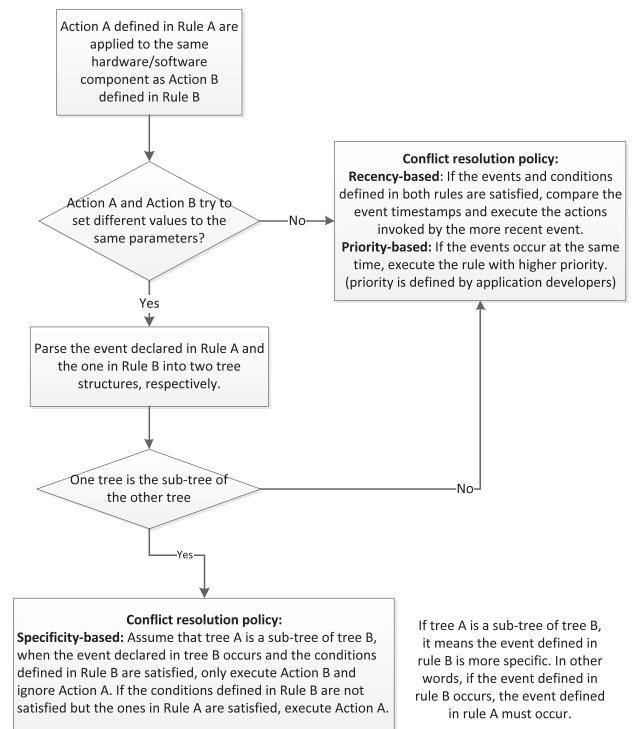 Action A defined in Rule A are
applied to the same
hardware/software
component as Action B
defined in Rule B
Action A and Action B try to
set different values to the
same parameters?
No
Conflict resolution policy:
Recency-based: If the events and conditions
defined in both rules are satisfied, compare the
event timestamps and execute the actions
invoked by the more recent event.
Priority-based: If the events occur at the same
time, execute the rule with higher priority.
(priority is defined by application developers)
Yes
Parse the event declared in Rule A and
the one in Rule B into two tree
structures, respectively.
One tree is the sub-tree of
the other tree
No
Yes
Conflict resolution policy:
Specificity-based: Assume that tree A is a sub-tree of tree B,
when the event declared in tree B occurs and the conditions
defined in Rule B are satisfied, only execute Action B and
ignore Action A. If the conditions defined in Rule B are not
satisfied but the ones in Rule A are satisfied, execute Action A.
If tree A is a sub-tree of tree B,
it means the event defined in
rule B is more specific. In other
words, if the event defined in
rule B occurs, the event defined
in rule A must occur.